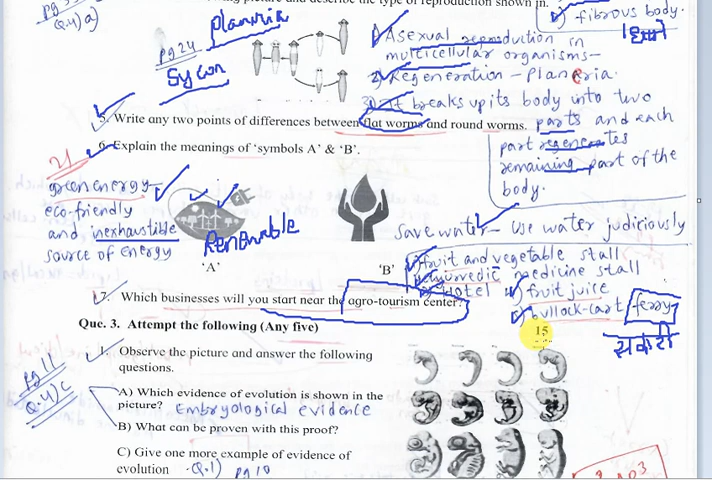 Q.4) a)
planaria
pg 24
Sycon
fibrous body.
1) Asexual reproduction in
multicellular organisms—
2) Regeneration – Planeria.
3) It breaks up its body into two
parts and each
part regenerates
remaining part of the
body.
5. Write any two points of differences between flat worms and round worms.
6. Explain the meanings of 'symbols A' & 'B'.
green energy
eco-friendly
and inexhaustible
source of energy
Renewable
'A'
Save water – Use water judiciously
'B'
1) fruit and vegetable stall
Ayurvedic medicine stall
Hotel 4) fruit juice
5) bullock-cart ferry
7. Which businesses will you start near the agro-tourism center?
Que. 3. Attempt the following (Any five)
15
pg 11
Q.4) C
1. Observe the picture and answer the following
questions.
A) Which evidence of evolution is shown in the
picture? Embryological evidence
B) What can be proven with this proof?
C) Give one more example of evidence of
evolution Q.1) pg 10